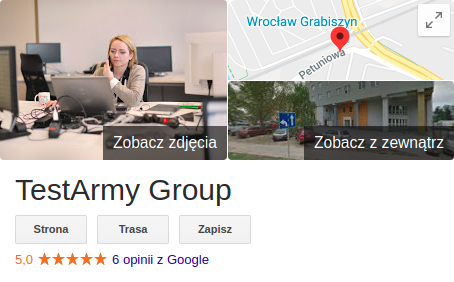 Wrocław Grabiszyn
Petuniowa
Zobacz zdjęcia
Zobacz z zewnątrz
TestArmy Group
Strona
Trasa
Zapisz
5,0 ★★★★★ 6 opinii z Google